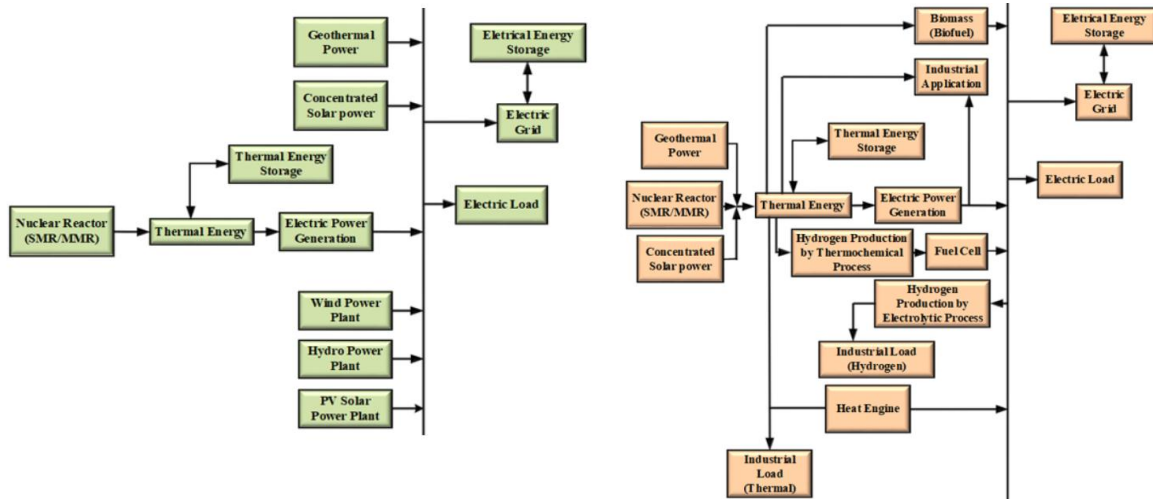 Geothermal
Power
Eletrical Energy
Storage
Concentrated
Solar power
Electric
Grid
Thermal Energy
Storage
Electric Load
Nuclear Reactor
(SMR/MMR)
Thermal Energy
Electric Power
Generation
Wind Power
Plant
Hydro Power
Plant
PV Solar
Power Plant
Biomass
(Biofuel)
Eletrical Energy
Storage
Industrial
Application
Electric
Grid
Geothermal
Power
Thermal Energy
Storage
Electric Load
Nuclear Reactor
(SMR/MMR)
Thermal Energy
Electric Power
Generation
Concentrated
Solar power
Hydrogen Production
by Thermochemical
Process
Fuel Cell
Hydrogen
Production by
Electrolytic Process
Industrial Load
(Hydrogen)
Heat Engine
Industrial
Load
(Thermal)